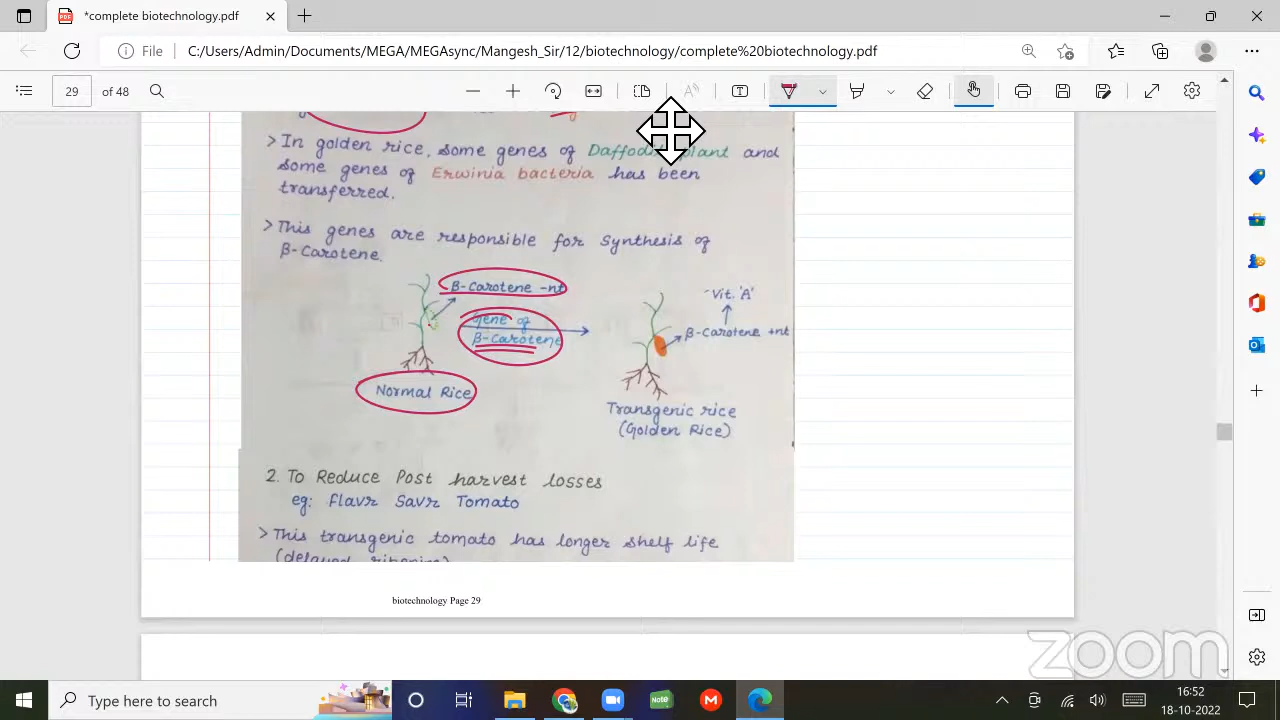 *complete biotechnology.pdf
File
C:/Users/Admin/Documents/MEGA/MEGAsync/Mangesh_Sir/12/biotechnology/complete%20biotechnology.pdf
29 of 48
> In golden rice, some genes of Daffodil plant and
some genes of Erwinia bacteria has been
transferred.
> This genes are responsible for synthesis of
β-Carotene.
β-Carotene -nt
Gene of
β-Carotene
Normal Rice
Vit. 'A'
β-Carotene +nt
Transgenic rice
(Golden Rice)
2. To Reduce Post harvest losses
eg: Flavr Savr Tomato
> This transgenic tomato has longer shelf life
(delayed ripening)
biotechnology Page 29
zoom
Type here to search
Note
16:52
18-10-2022